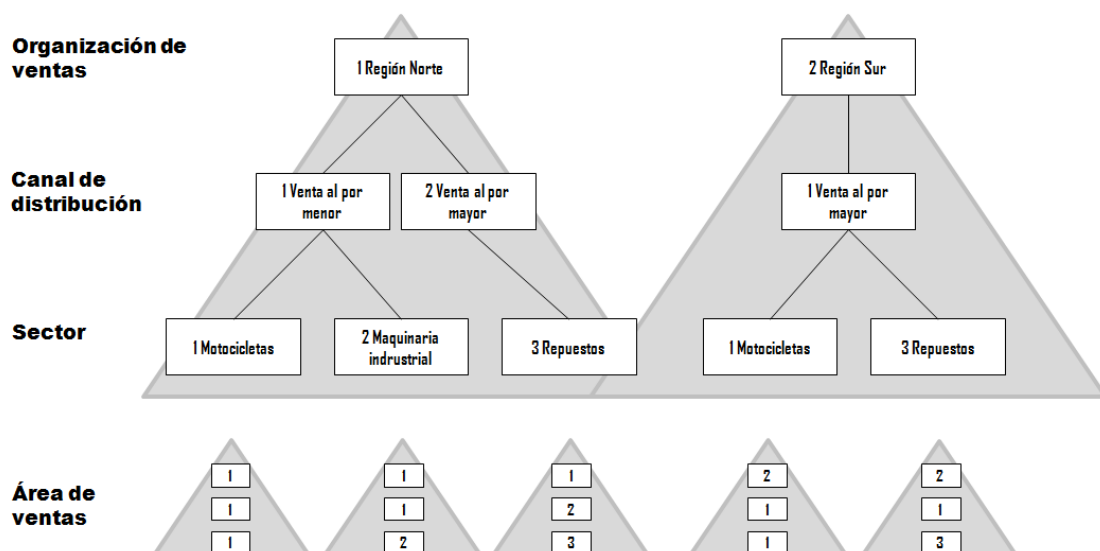 Organización de
ventas
1 Región Norte
2 Región Sur
Canal de
distribución
1 Venta al por
menor
2 Venta al por
mayor
1 Venta al por
mayor
Sector
1 Motocicletas
2 Maquinaria
indrustrial
3 Repuestos
1 Motocicletas
3 Repuestos
Área de
ventas
1
1
1
1
1
2
1
2
3
2
1
1
2
1
3